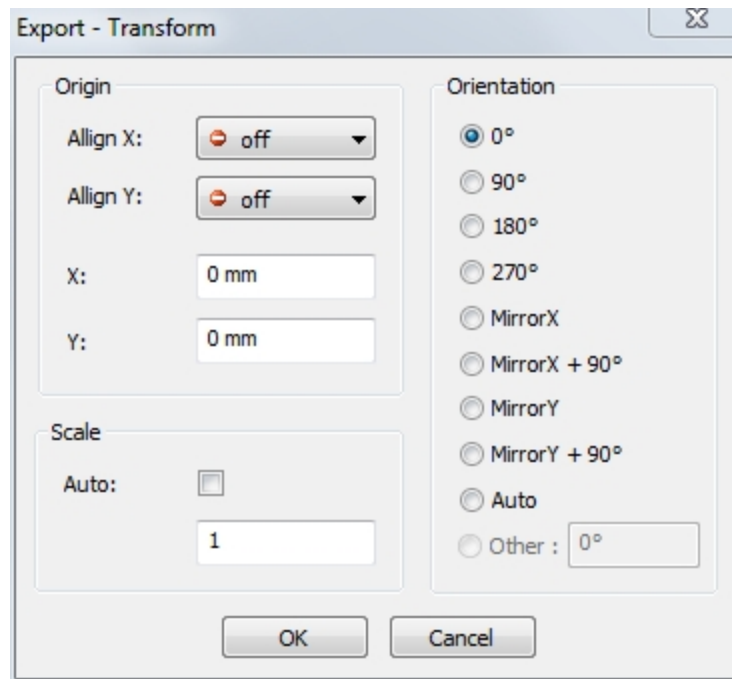 Export - Transform
Origin
Allign X:
off
Allign Y:
off
X:
0 mm
Y:
0 mm
Scale
Auto:
1
Orientation
0°
90°
180°
270°
MirrorX
MirrorX + 90°
MirrorY
MirrorY + 90°
Auto
Other :
0°
OK
Cancel